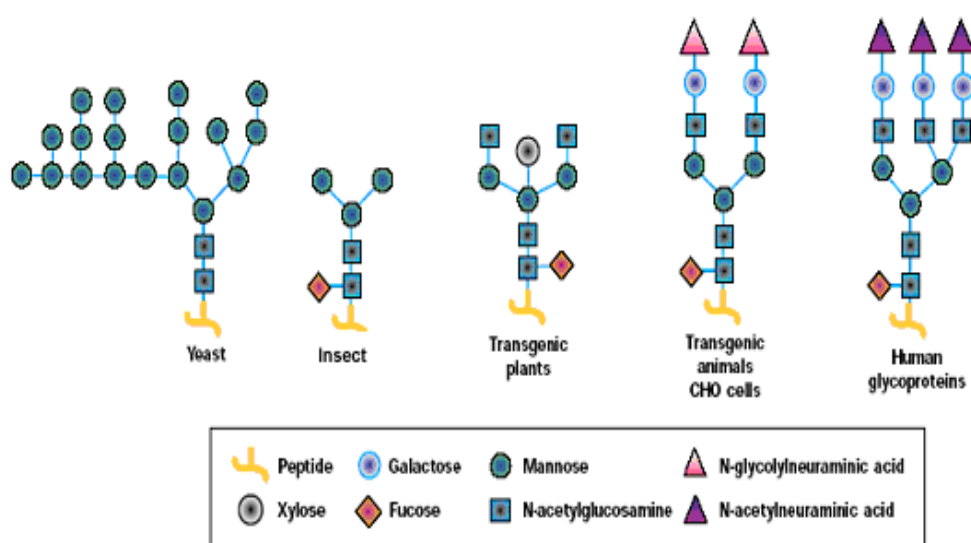 Yeast
Insect
Transgenic
plants
Transgenic
animals
CHO cells
Human
glycoproteins
Peptide
Galactose
Mannose
N-glycolylneuraminic acid
Xylose
Fucose
N-acetylglucosamine
N-acetylneuraminic acid